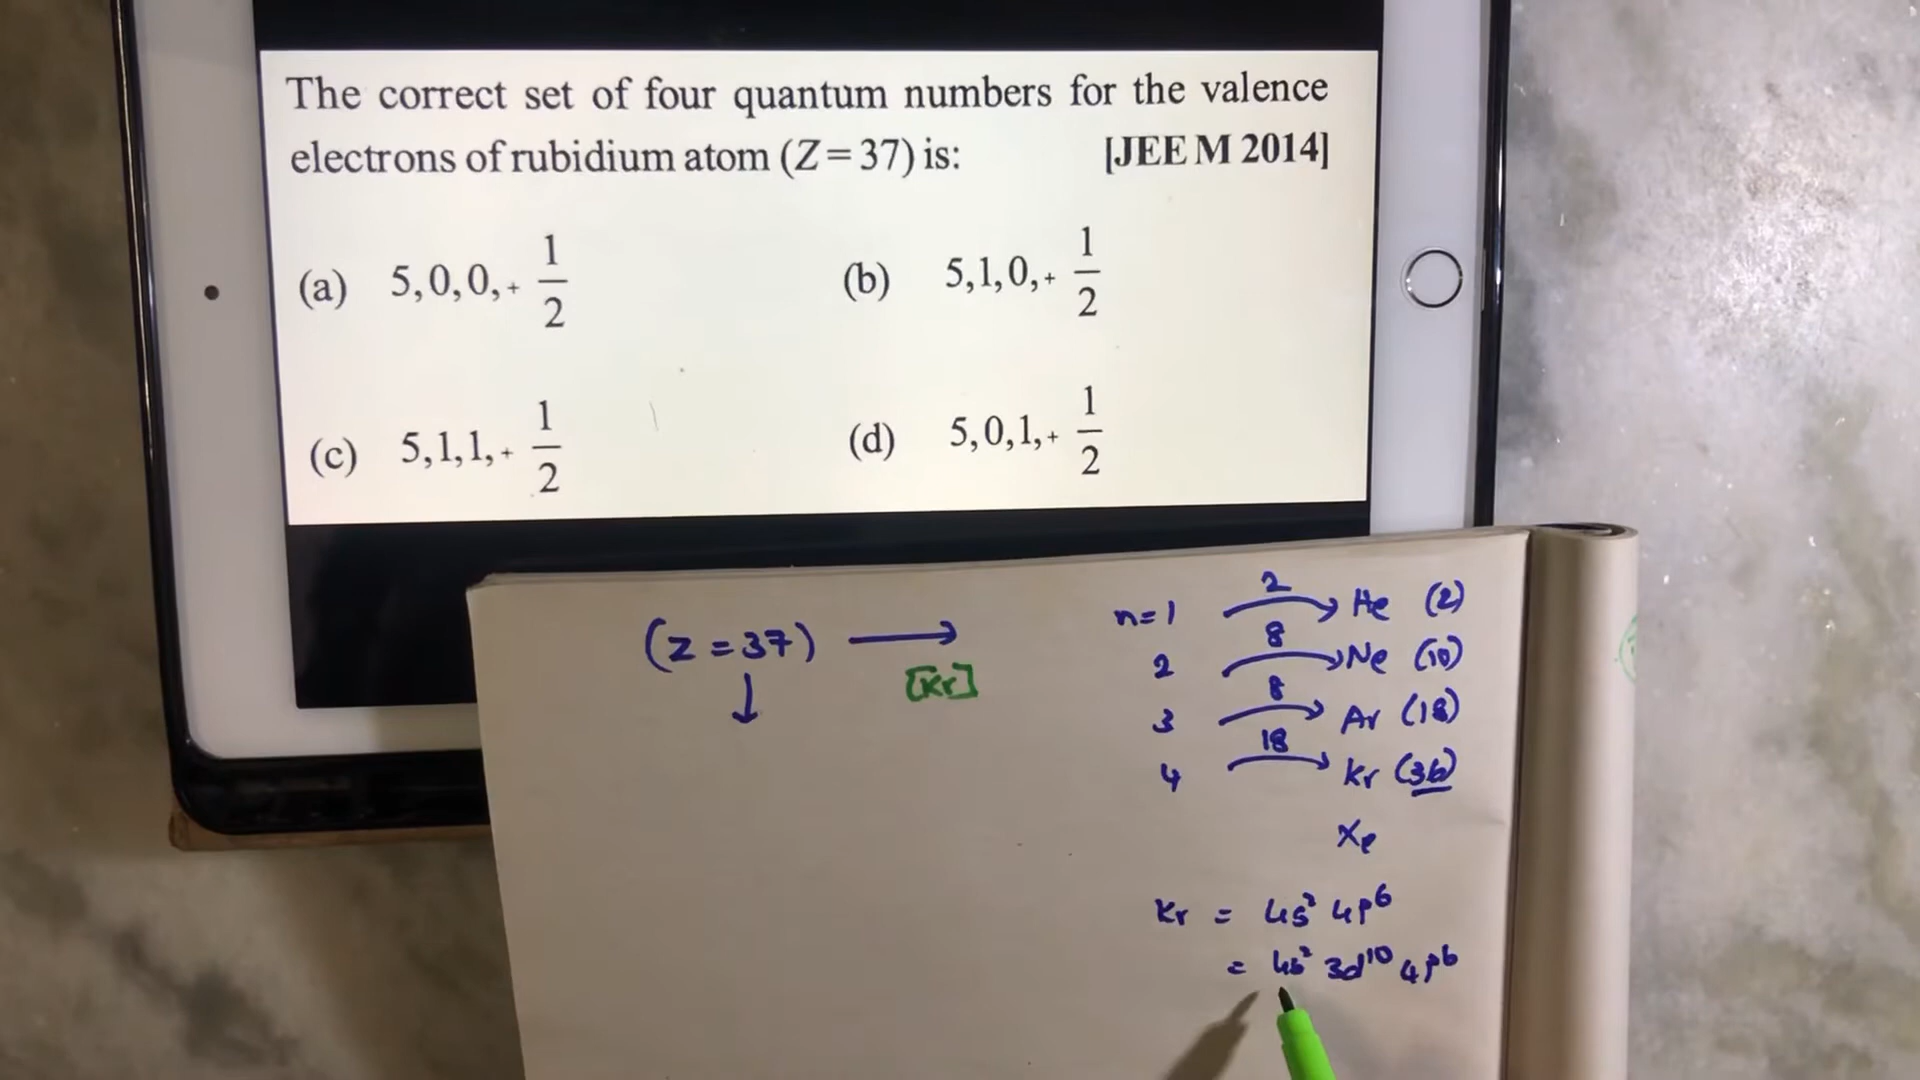 The correct set of four quantum numbers for the valence
electrons of rubidium atom (Z=37) is: [JEE M 2014]
(a) 5,0,0,+ 1/2 (b) 5,1,0,+ 1/2
(c) 5,1,1,+ 1/2 (d) 5,0,1,+ 1/2
(Z=37) → [Kr]
↓
n=1 2 → He (2)
2 8 → Ne (10)
3 8 → Ar (18)
4 18 → Kr (36)
Xe
Kr = 4s² 4p⁶
= 4s² 3d¹⁰ 4p⁶